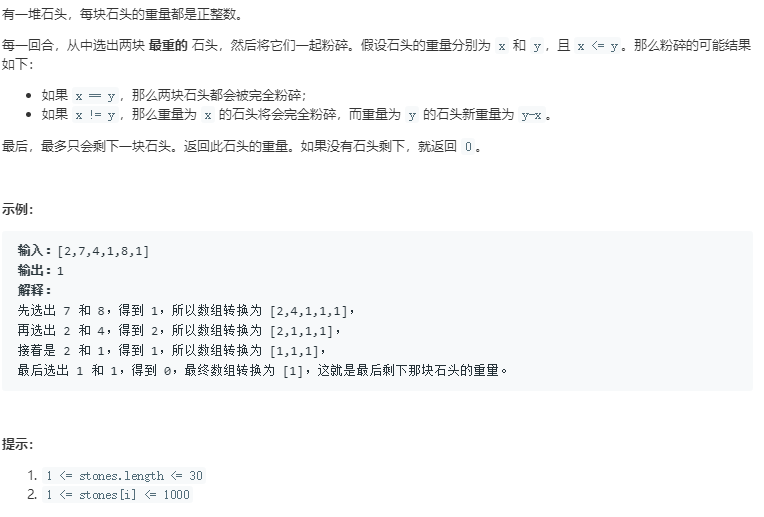 有一堆石头，每块石头的重量都是正整数。
每一回合，从中选出两块 最重的 石头，然后将它们一起粉碎。假设石头的重量分别为 x 和 y，且 x <= y。那么粉碎的可能结果
如下：
如果 x == y，那么两块石头都会被完全粉碎；
如果 x != y，那么重量为 x 的石头将会完全粉碎，而重量为 y 的石头新重量为 y-x。
最后，最多只会剩下一块石头。返回此石头的重量。如果没有石头剩下，就返回 0。
示例：
输入：[2,7,4,1,8,1]
输出：1
解释：
先选出 7 和 8，得到 1，所以数组转换为 [2,4,1,1,1]，
再选出 2 和 4，得到 2，所以数组转换为 [2,1,1,1]，
接着是 2 和 1，得到 1，所以数组转换为 [1,1,1]，
最后选出 1 和 1，得到 0，最终数组转换为 [1]，这就是最后剩下那块石头的重量。
提示：
1. 1 <= stones.length <= 30
2. 1 <= stones[i] <= 1000